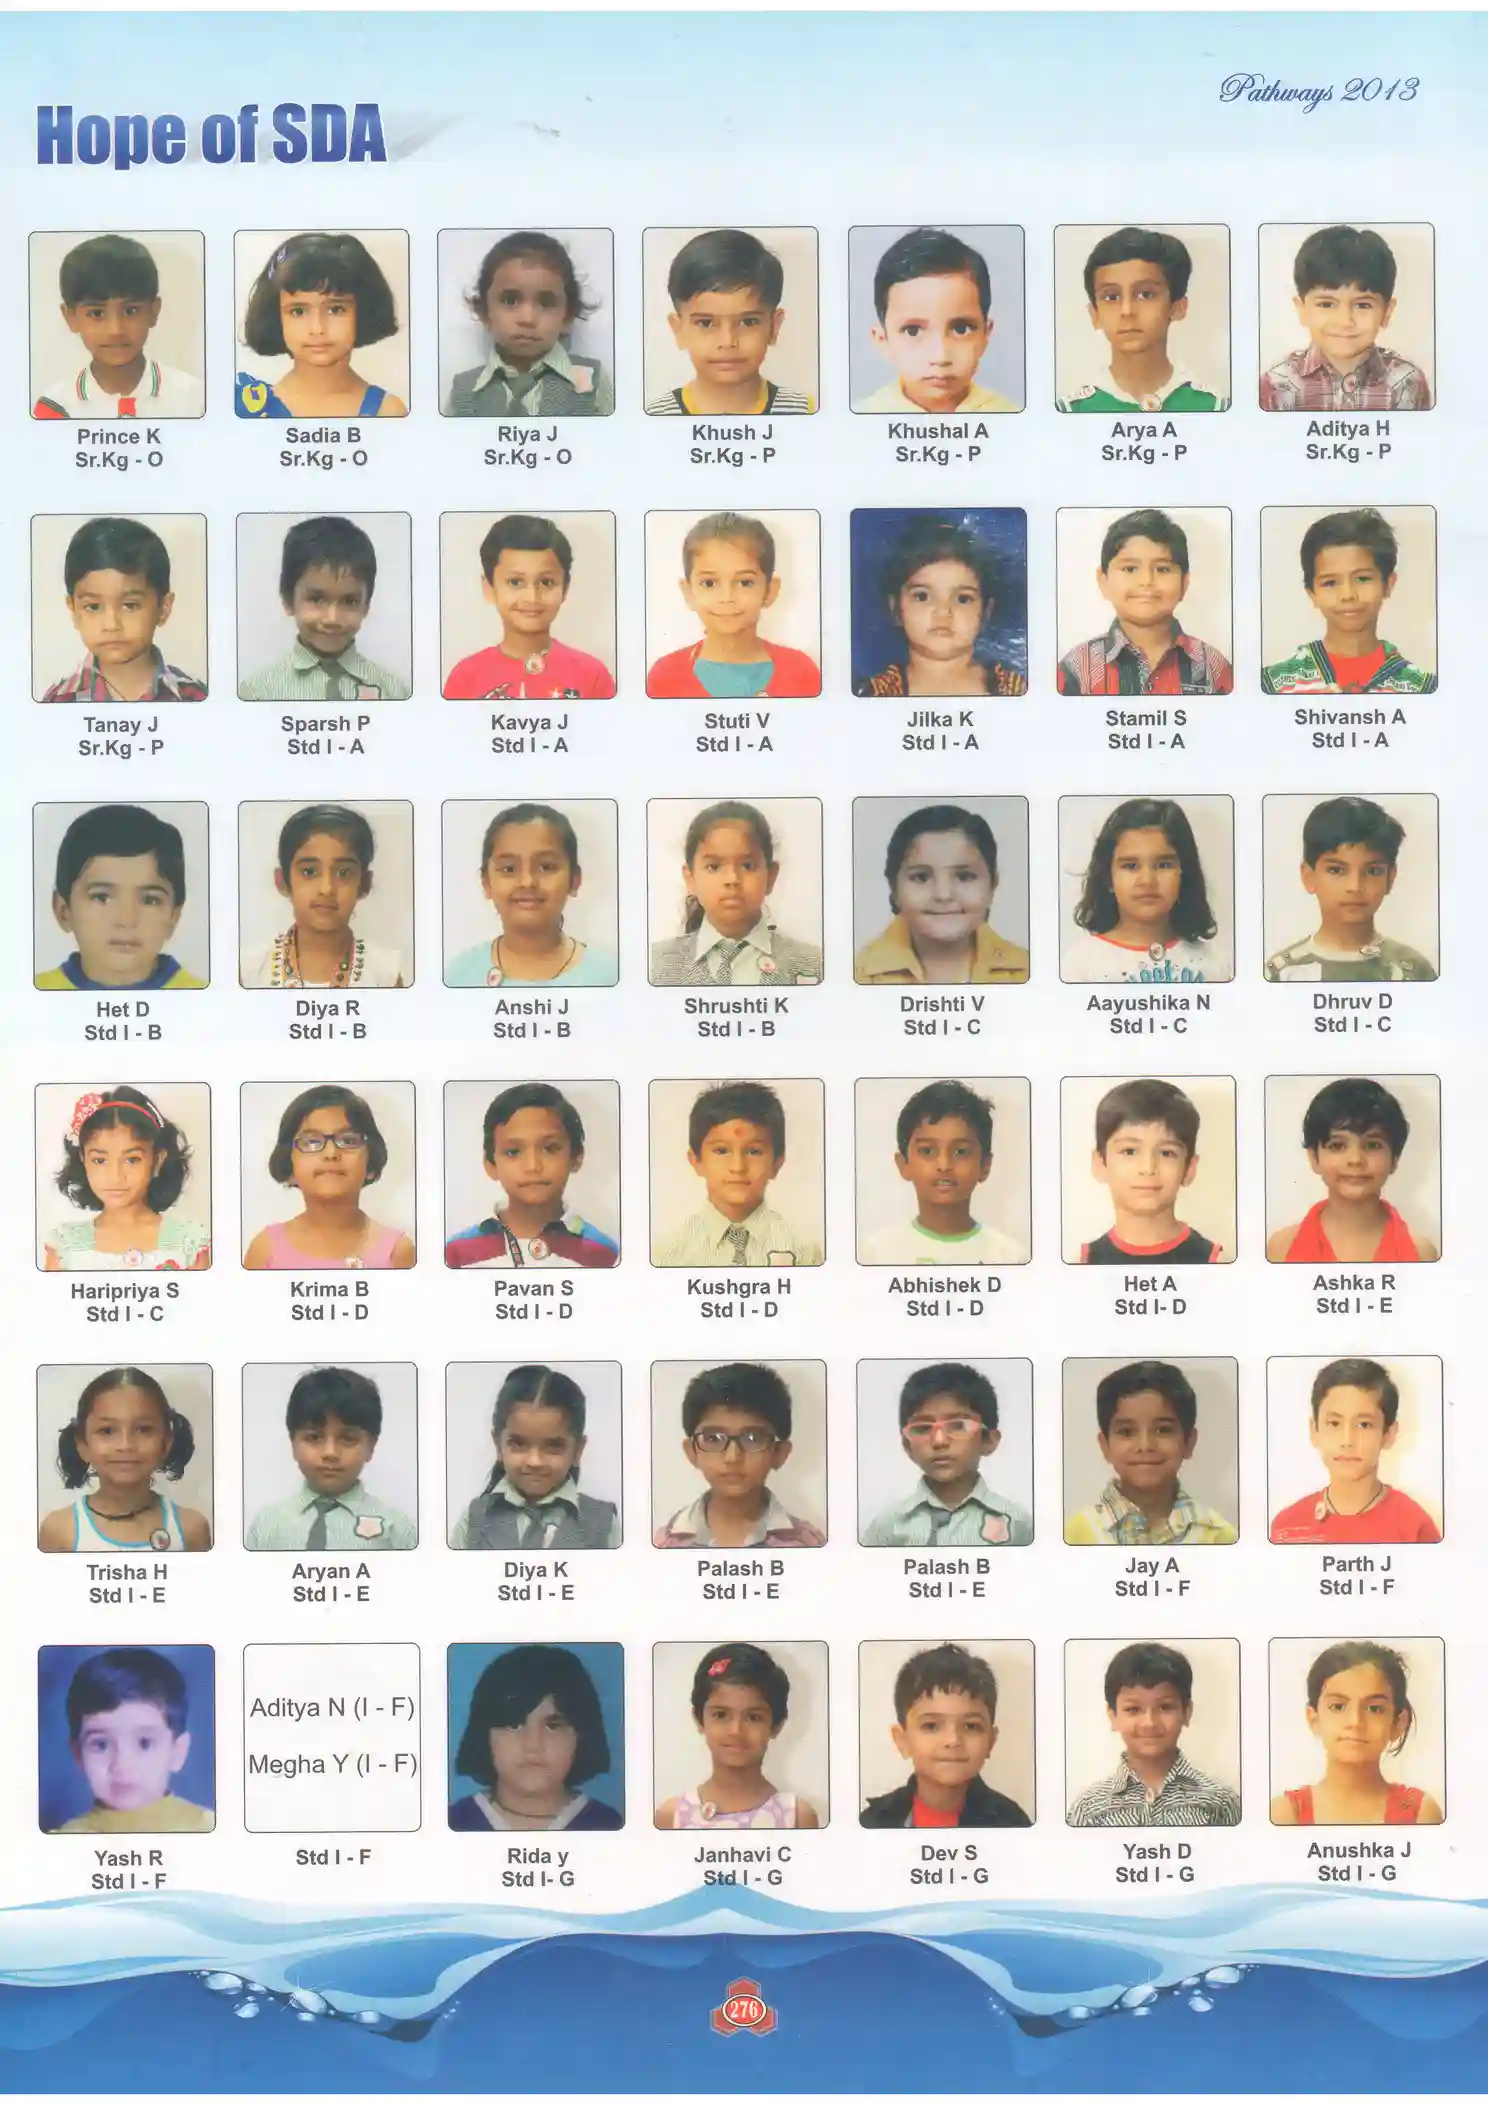 Pathways 2013
Hope of SDA
Prince K
Sr.Kg - O
Sadia B
Sr.Kg - O
Riya J
Sr.Kg - O
Khush J
Sr.Kg - P
Khushal A
Sr.Kg - P
Arya A
Sr.Kg - P
Aditya H
Sr.Kg - P
Tanay J
Sr.Kg - P
Sparsh P
Std I - A
Kavya J
Std I - A
Stuti V
Std I - A
Jilka K
Std I - A
Stamil S
Std I - A
Shivansh A
Std I - A
Het D
Std I - B
Diya R
Std I - B
Anshi J
Std I - B
Shrushti K
Std I - B
Drishti V
Std I - C
Aayushika N
Std I - C
Dhruv D
Std I - C
Haripriya S
Std I - C
Krima B
Std I - D
Pavan S
Std I - D
Kushgra H
Std I - D
Abhishek D
Std I - D
Het A
Std I- D
Ashka R
Std I - E
Trisha H
Std I - E
Aryan A
Std I - E
Diya K
Std I - E
Palash B
Std I - E
Palash B
Std I - E
Jay A
Std I - F
Parth J
Std I - F
Yash R
Std I - F
Aditya N (I - F)
Megha Y (I - F)
Std I - F
Rida y
Std I- G
Janhavi C
Std I - G
Dev S
Std I - G
Yash D
Std I - G
Anushka J
Std I - G
276